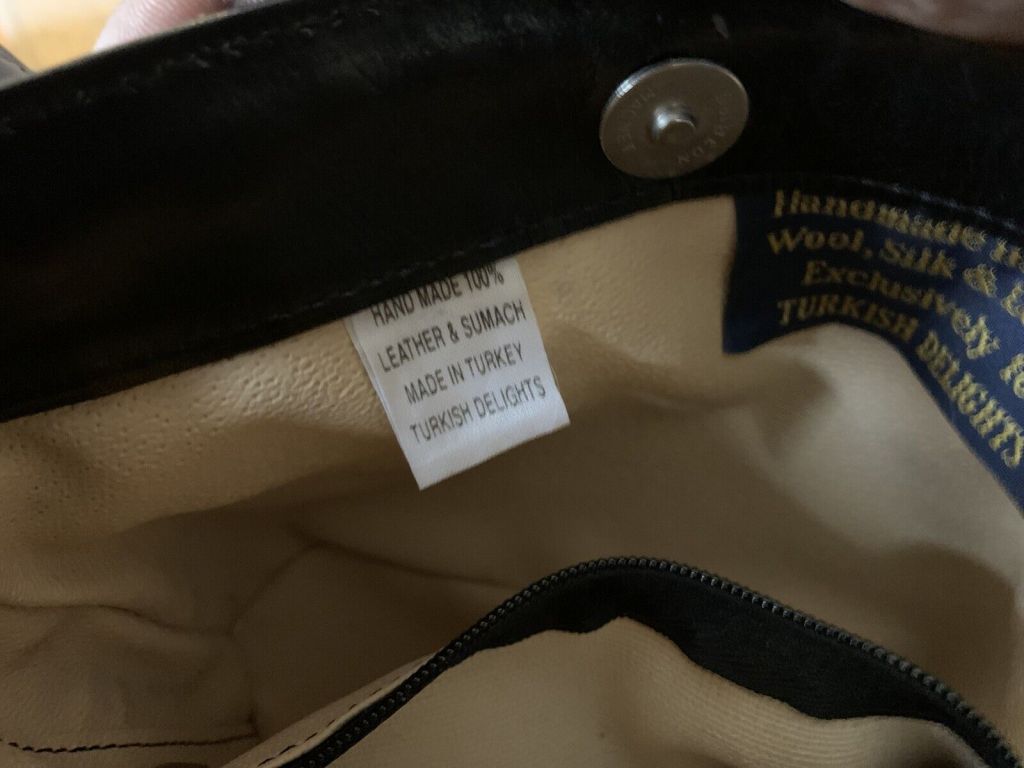 HAND MADE 100%
LEATHER & SUMACH
MADE IN TURKEY
TURKISH DELIGHTS
Handmade
Wool, Silk &
Exclusively
TURKISH DELIGHTS